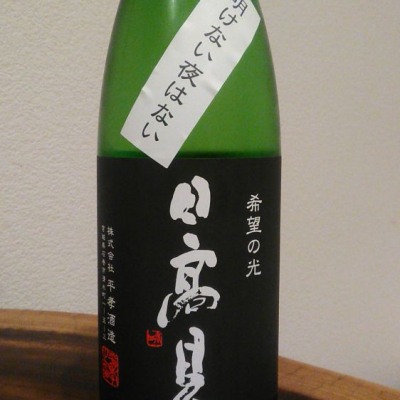 明けない夜はない
希望の光
日高見
株式会社 平孝酒造